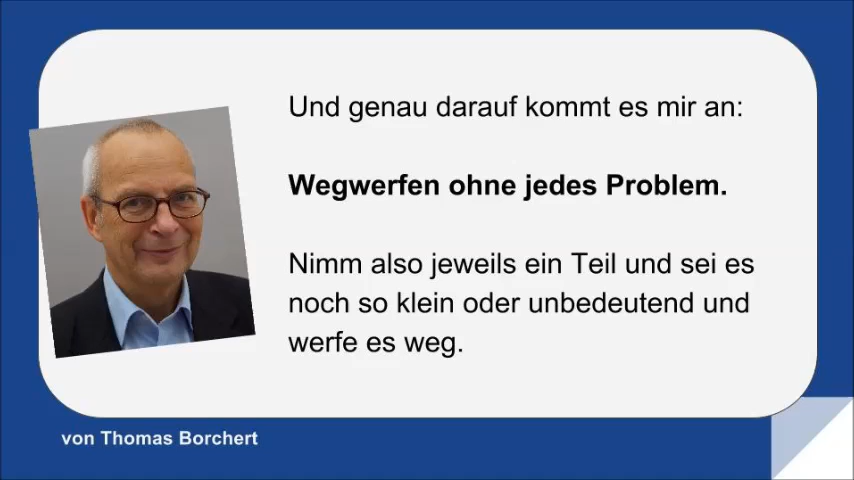 Und genau darauf kommt es mir an:
Wegwerfen ohne jedes Problem.
Nimm also jeweils ein Teil und sei es
noch so klein oder unbedeutend und
werfe es weg.
von Thomas Borchert